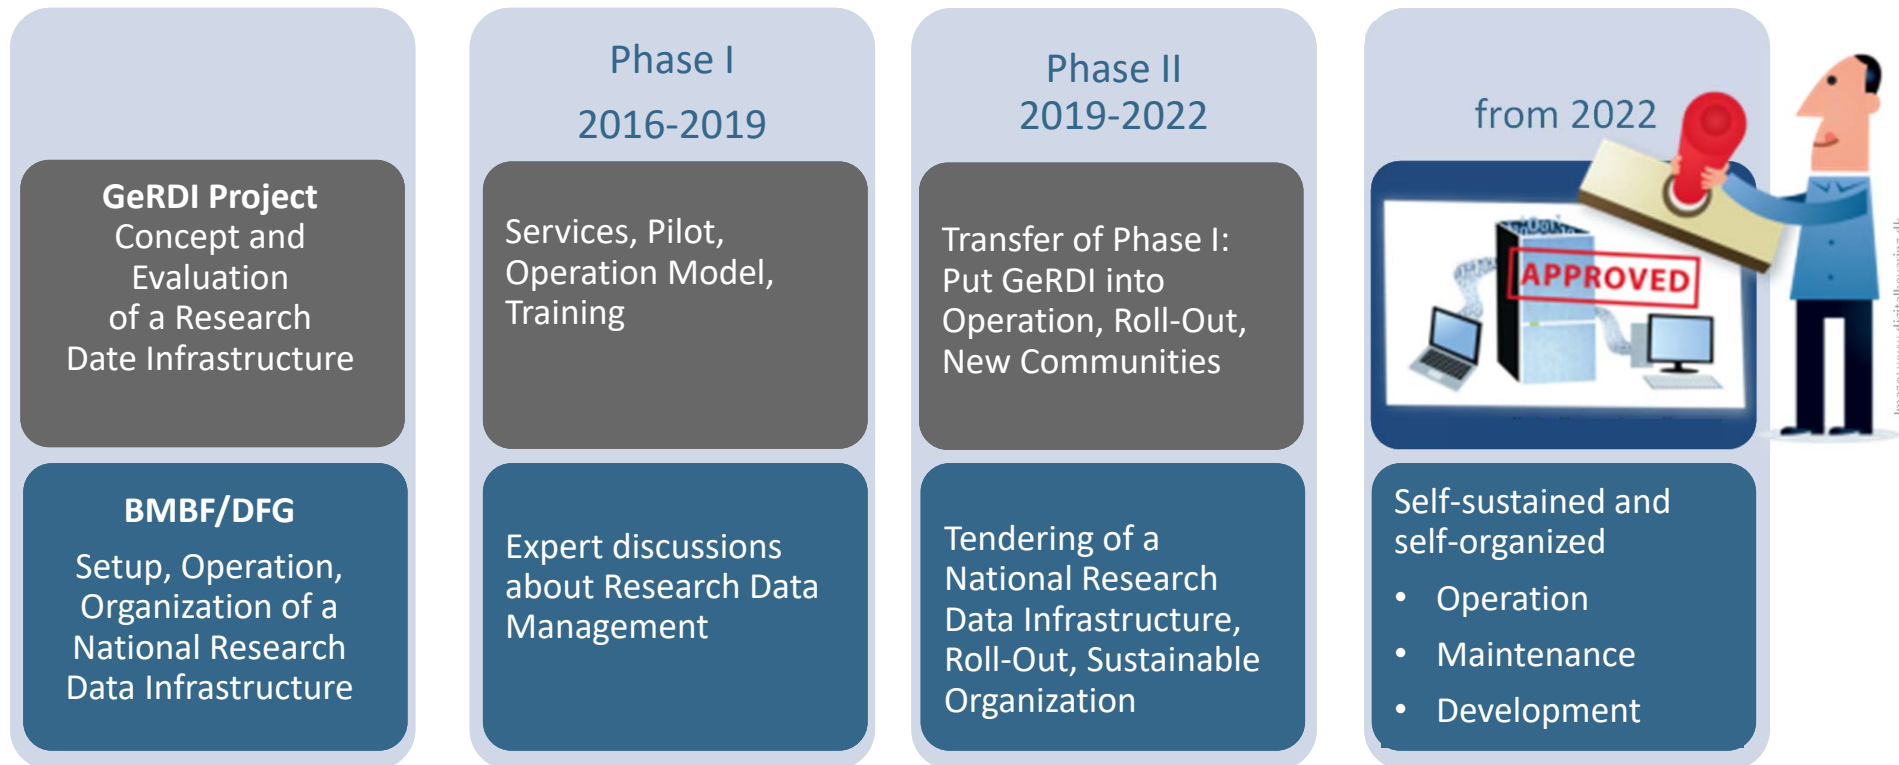 GeRDI Project
Concept and
Evaluation
of a Research
Date Infrastructure
BMBF/DFG
Setup, Operation,
Organization of a
National Research
Data Infrastructure
Phase I
2016-2019
Services, Pilot,
Operation Model,
Training
Expert discussions
about Research Data
Management
Phase II
2019-2022
Transfer of Phase I:
Put GeRDI into
Operation, Roll-Out,
New Communities
Tendering of a
National Research
Data Infrastructure,
Roll-Out, Sustainable
Organization
from 2022
APPROVED
Self-sustained and
self-organized
• Operation
• Maintenance
• Development